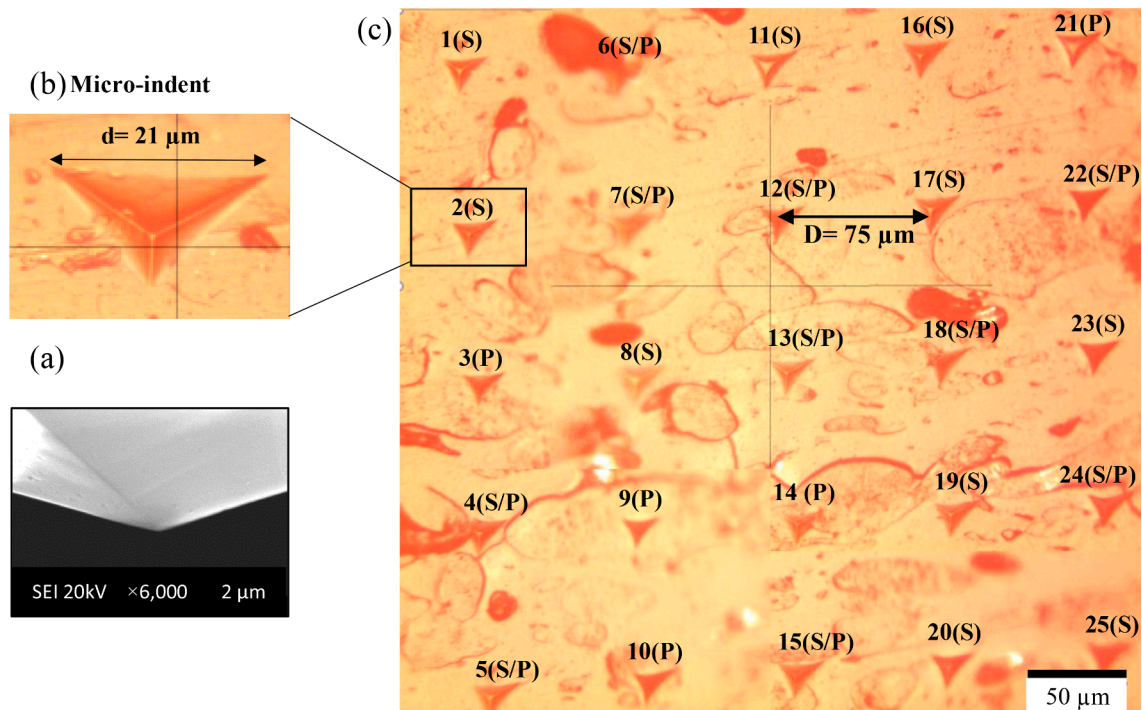 (c)
1(S)
6(S/P)
11(S)
16(S)
21(P)
(b) Micro-indent
d= 21 µm
2(S)
7(S/P)
12(S/P)
17(S)
22(S/P)
D= 75 µm
(a)
3(P)
8(S)
13(S/P)
18(S/P)
23(S)
4(S/P)
9(P)
14 (P)
19(S)
24(S/P)
SEI 20kV ×6,000 2 µm
5(S/P)
10(P)
15(S/P)
20(S)
25(S)
50 µm